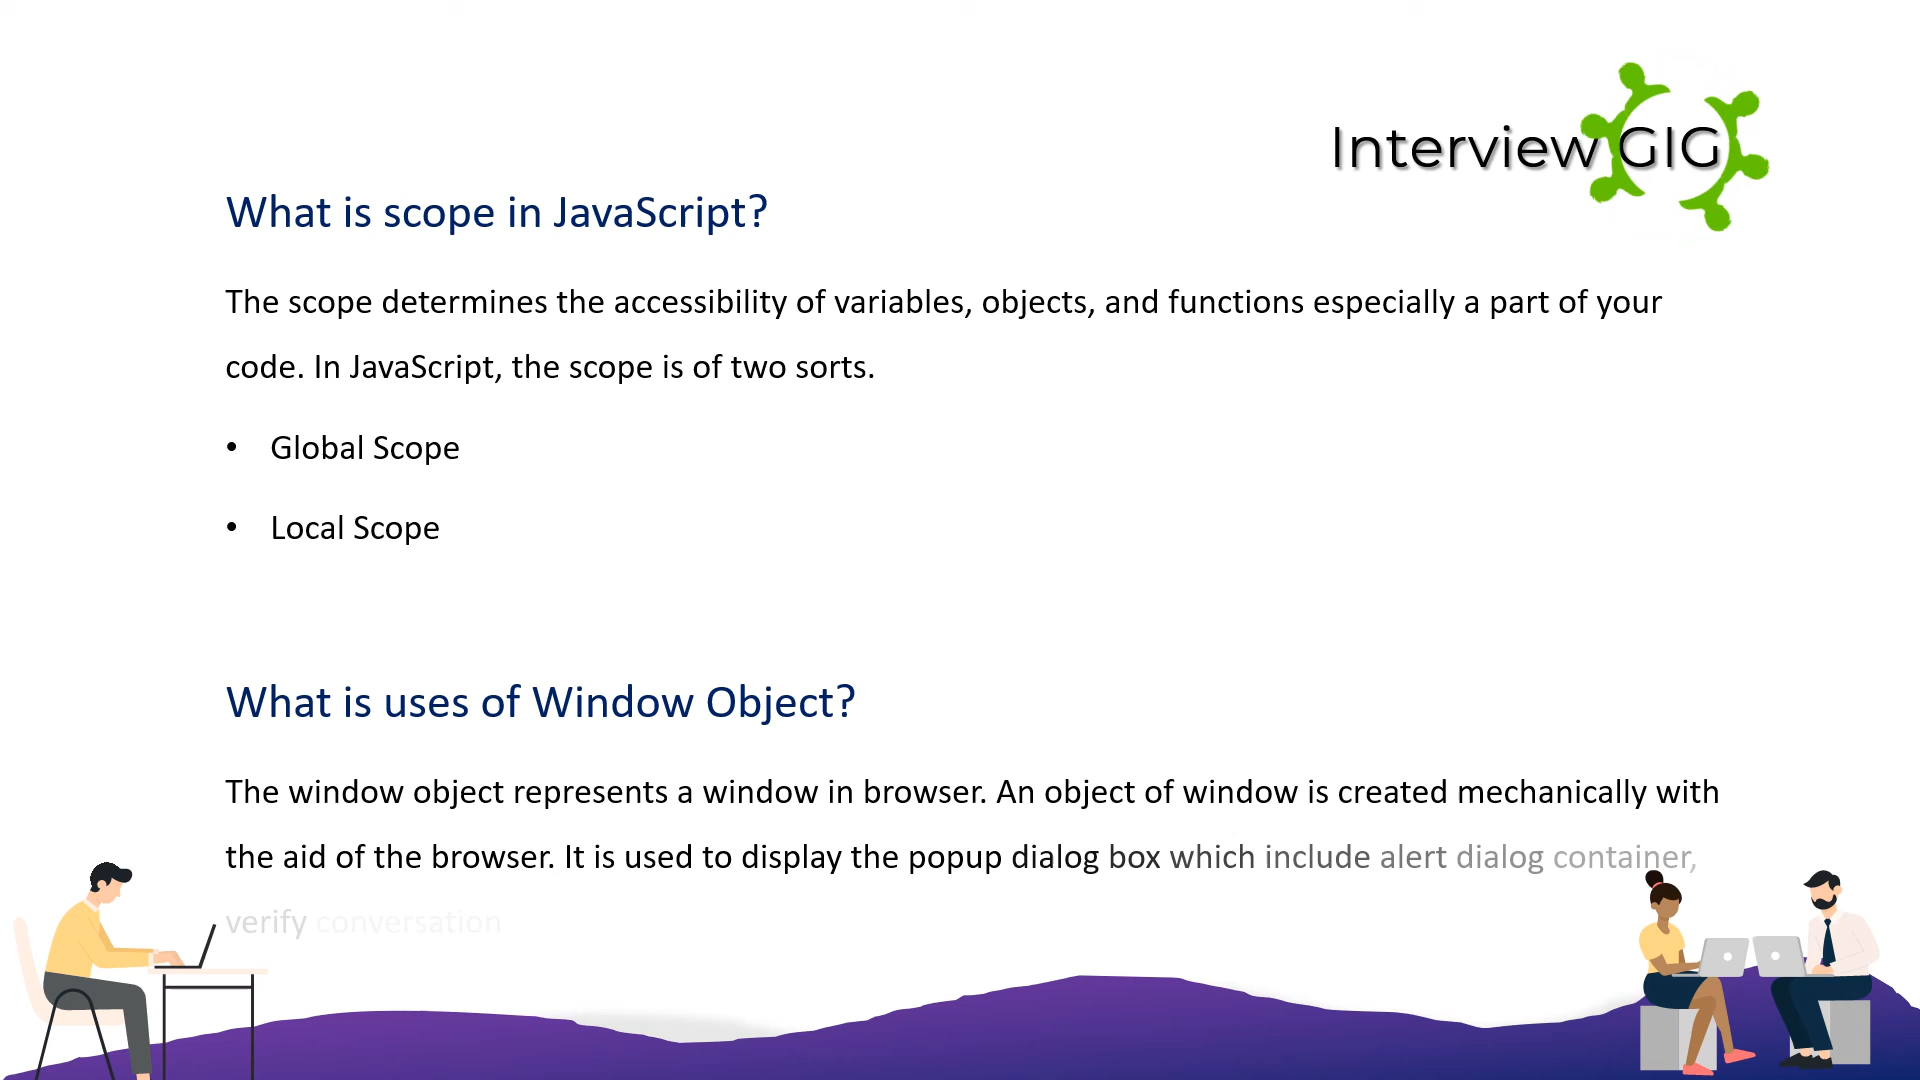 Interview GIG
What is scope in JavaScript?
The scope determines the accessibility of variables, objects, and functions especially a part of your
code. In JavaScript, the scope is of two sorts.
• Global Scope
• Local Scope
What is uses of Window Object?
The window object represents a window in browser. An object of window is created mechanically with
the aid of the browser. It is used to display the popup dialog box which include alert dialog container,
verify conversation